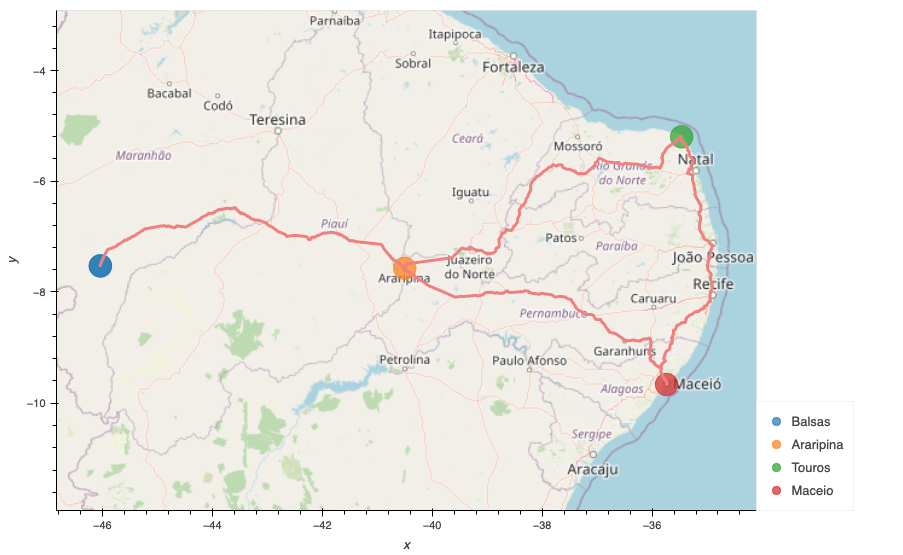 Parnaíba
Itapipoca
Sobral
Fortaleza
−4
Bacabal
Codó
Teresina
Mossoró
Ceará
Maranhão
Natal
Rio Grande
do Norte
−6
Iguatu
Piauí
Patos
Paraíba
João Pessoa
Juazeiro
do Norte
Araripina
Recife
y
−8
Caruaru
Pernambuco
Garanhuns
Petrolina
Paulo Afonso
Maceió
Alagoas
−10
Balsas
Sergipe
Araripina
Aracaju
Touros
Maceio
−46
−44
−42
−40
−38
−36
x